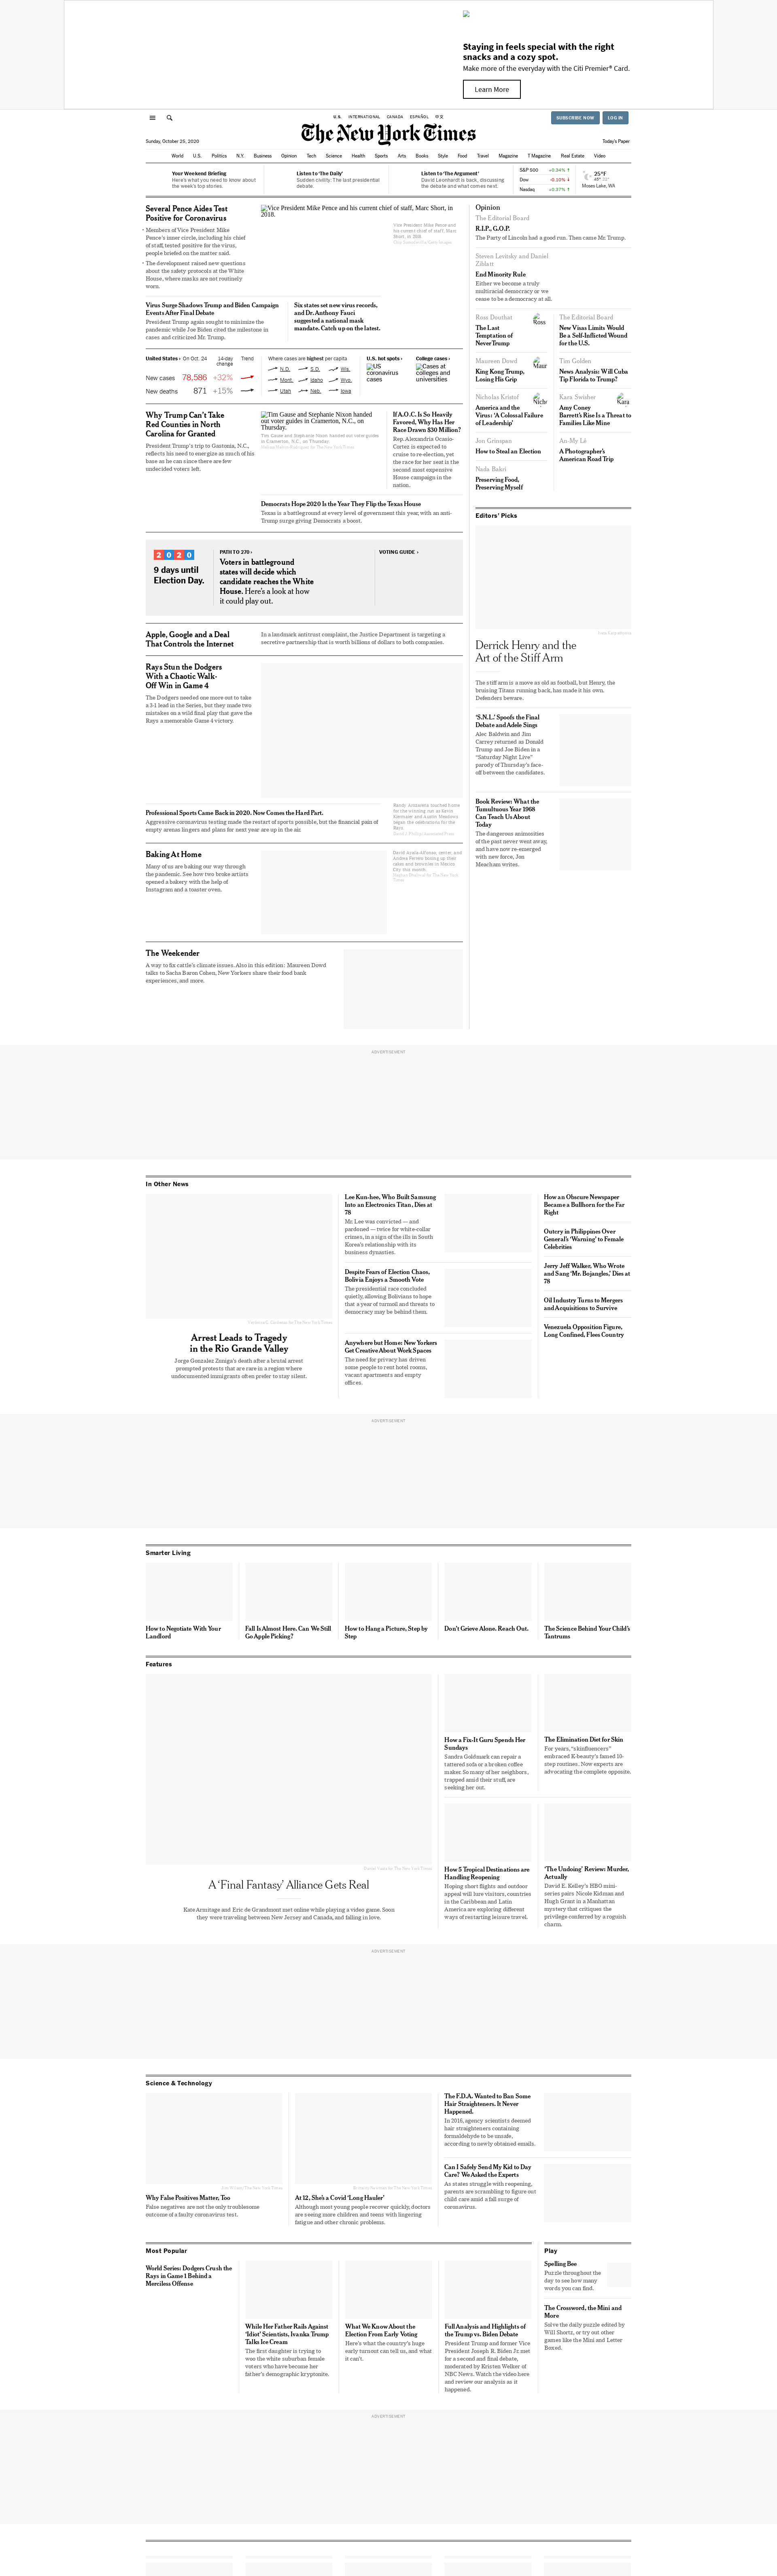 Staying in feels special with the right
snacks and a cozy spot.
Make more of the everyday with the Citi Premier® Card.
Learn More
U.S. INTERNATIONAL CANADA ESPAÑOL 中文
SUBSCRIBE NOW LOG IN
The New York Times
Sunday, October 25, 2020
Today's Paper
World U.S. Politics N.Y. Business Opinion Tech Science Health Sports Arts Books Style Food Travel Magazine T Magazine Real Estate Video
Your Weekend Briefing
Here's what you need to know about
the week's top stories.
Listen to 'The Daily'
Sudden civility: The last presidential
debate.
Listen to 'The Argument'
David Leonhardt is back, discussing
the debate and what comes next.
S&P 500 +0.34%
Dow -0.10%
Nasdaq +0.37%
25°F
Moses Lake, WA
Several Pence Aides Test
Positive for Coronavirus
Members of Vice President Mike
Pence's inner circle, including his chief
of staff, tested positive for the virus,
people briefed on the matter said.
The development raised new questions
about the safety protocols at the White
House, where masks are not routinely
worn.
Vice President Mike Pence and his current chief of staff, Marc Short, in
2018.
Vice President Mike Pence and
his current chief of staff, Marc
Short, in 2018.
Virus Surge Shadows Trump and Biden Campaign
Events After Final Debate
President Trump again sought to minimize the
pandemic while Joe Biden cited the milestone in
cases and criticized Mr. Trump.
Six states set new virus records,
and Dr. Anthony Fauci
suggested a national mask
mandate. Catch up on the latest.
United States › On Oct. 24 14-day
change Trend
New cases 78,586 +32%
New deaths 871 +15%
Where cases are highest per capita
N.D. S.D. Wis.
Mont. Idaho Wyo.
Utah Neb. Iowa
U.S. hot spots ›
US
coronavirus
cases
College cases ›
Cases at
colleges and
universities
Why Trump Can't Take
Red Counties in North
Carolina for Granted
President Trump's trip to Gastonia, N.C.,
reflects his need to energize as much of his
base as he can since there are few
undecided voters left.
Tim Gause and Stephanie Nixon handed
out voter guides in Cramerton, N.C., on
Thursday.
Tim Gause and Stephanie Nixon handed out voter guides
in Cramerton, N.C., on Thursday.
If A.O.C. Is So Heavily
Favored, Why Has Her
Race Drawn $30 Million?
Rep. Alexandria Ocasio-
Cortez is expected to
cruise to re-election, yet
the race for her seat is the
second most expensive
House campaign in the
nation.
Democrats Hope 2020 Is the Year They Flip the Texas House
Texas is a battleground at every level of government this year, with an anti-
Trump surge giving Democrats a boost.
2020
9 days until
Election Day.
PATH TO 270 ›
Voters in battleground
states will decide which
candidate reaches the White
House. Here's a look at how
it could play out.
VOTING GUIDE ›
Apple, Google and a Deal
That Controls the Internet
In a landmark antitrust complaint, the Justice Department is targeting a
secretive partnership that is worth billions of dollars to both companies.
Rays Stun the Dodgers
With a Chaotic Walk-
Off Win in Game 4
The Dodgers needed one more out to take
a 3-1 lead in the Series, but they made two
mistakes on a wild final play that gave the
Rays a memorable Game 4 victory.
Professional Sports Came Back in 2020. Now Comes the Hard Part.
Aggressive coronavirus testing made the restart of sports possible, but the financial pain of
empty arenas lingers and plans for next year are up in the air.
Randy Arozarena touched home
for the winning run as Kevin
Kiermaier and Austin Meadows
began the celebrations for the
Rays.
Baking At Home
Many of us are baking our way through
the pandemic. See how two broke artists
opened a bakery with the help of
Instagram and a toaster oven.
David Ayala-Alfonso, center, and
Andrea Ferrero boxing up their
cakes and brownies in Mexico
City this month.
The Weekender
A way to fix cattle's climate issues. Also in this edition: Maureen Dowd
talks to Sacha Baron Cohen, New Yorkers share their food bank
experiences, and more.
Opinion
The Editorial Board
R.I.P., G.O.P.
The Party of Lincoln had a good run. Then came Mr. Trump.
Steven Levitsky and Daniel
Ziblatt
End Minority Rule
Either we become a truly
multiracial democracy or we
cease to be a democracy at all.
Ross Douthat
The Last
Temptation of
NeverTrump
Ross
The Editorial Board
New Visas Limits Would
Be a Self-Inflicted Wound
for the U.S.
Maureen Dowd
King Kong Trump,
Losing His Grip
Maur
Tim Golden
News Analysis: Will Cuba
Tip Florida to Trump?
Nicholas Kristof
America and the
Virus: 'A Colossal Failure
of Leadership'
Kara Swisher
Amy Coney
Barrett's Rise Is a Threat to
Families Like Mine
Kara
Jon Grinspan
How to Steal an Election
An-My Lê
A Photographer's
American Road Trip
Nada Bakri
Preserving Food,
Preserving Myself
Editors' Picks
Derrick Henry and the
Art of the Stiff Arm
The stiff arm is a move as old as football, but Henry, the
bruising Titans running back, has made it his own.
Defenders beware.
'S.N.L.' Spoofs the Final
Debate and Adele Sings
Alec Baldwin and Jim
Carrey returned as Donald
Trump and Joe Biden in a
"Saturday Night Live"
parody of Thursday's face-
off between the candidates.
Book Review: What the
Tumultuous Year 1968
Can Teach Us About
Today
The dangerous animosities
of the past never went away,
and have now re-emerged
with new force, Jon
Meacham writes.
ADVERTISEMENT
In Other News
Arrest Leads to Tragedy
in the Rio Grande Valley
Jorge Gonzalez Zuniga's death after a brutal arrest
prompted protests that are rare in a region where
undocumented immigrants often prefer to stay silent.
Lee Kun-hee, Who Built Samsung
Into an Electronics Titan, Dies at
78
Mr. Lee was convicted — and
pardoned — twice for white-collar
crimes, in a sign of the ills in South
Korea's relationship with its
business dynasties.
Despite Fears of Election Chaos,
Bolivia Enjoys a Smooth Vote
The presidential race concluded
quietly, allowing Bolivians to hope
that a year of turmoil and threats to
democracy may be behind them.
Anywhere but Home: New Yorkers
Get Creative About Work Spaces
The need for privacy has driven
some people to rent hotel rooms,
vacant apartments and empty
offices.
How an Obscure Newspaper
Became a Bullhorn for the Far
Right
Outcry in Philippines Over
General's 'Warning' to Female
Celebrities
Jerry Jeff Walker, Who Wrote
and Sang 'Mr. Bojangles,' Dies at
78
Oil Industry Turns to Mergers
and Acquisitions to Survive
Venezuela Opposition Figure,
Long Confined, Flees Country
ADVERTISEMENT
Smarter Living
How to Negotiate With Your
Landlord
Fall Is Almost Here. Can We Still
Go Apple Picking?
How to Hang a Picture, Step by
Step
Don't Grieve Alone. Reach Out.
The Science Behind Your Child's
Tantrums
Features
A 'Final Fantasy' Alliance Gets Real
Kate Armitage and Eric de Grandmont met online while playing a video game. Soon
they were traveling between New Jersey and Canada, and falling in love.
How a Fix-It Guru Spends Her
Sundays
Sandra Goldmark can repair a
tattered sofa or a broken coffee
maker. So many of her neighbors,
trapped amid their stuff, are
seeking her out.
The Elimination Diet for Skin
For years, "skinfluencers"
embraced K-beauty's famed 10-
step routines. Now experts are
advocating the complete opposite.
How 5 Tropical Destinations are
Handling Reopening
Hoping short flights and outdoor
appeal will lure visitors, countries
in the Caribbean and Latin
America are exploring different
ways of restarting leisure travel.
'The Undoing' Review: Murder,
Actually
David E. Kelley's HBO mini-
series pairs Nicole Kidman and
Hugh Grant in a Manhattan
mystery that critiques the
privilege conferred by a roguish
charm.
ADVERTISEMENT
Science & Technology
Why False Positives Matter, Too
False negatives are not the only troublesome
outcome of a faulty coronavirus test.
At 12, She's a Covid 'Long Hauler'
Although most young people recover quickly, doctors
are seeing more children and teens with lingering
fatigue and other chronic problems.
The F.D.A. Wanted to Ban Some
Hair Straighteners. It Never
Happened.
In 2016, agency scientists deemed
hair straighteners containing
formaldehyde to be unsafe,
according to newly obtained emails.
Can I Safely Send My Kid to Day
Care? We Asked the Experts
As states struggle with reopening,
parents are scrambling to figure out
child care amid a fall surge of
coronavirus.
Most Popular
World Series: Dodgers Crush the
Rays in Game 1 Behind a
Merciless Offense
While Her Father Rails Against
'Idiot' Scientists, Ivanka Trump
Talks Ice Cream
The first daughter is trying to
woo the white suburban female
voters who have become her
father's demographic kryptonite.
What We Know About the
Election From Early Voting
Here's what the country's huge
early turnout can tell us, and what
it can't.
Full Analysis and Highlights of
the Trump vs. Biden Debate
President Trump and former Vice
President Joseph R. Biden Jr. met
for a second and final debate,
moderated by Kristen Welker of
NBC News. Watch the video here
and review our analysis as it
happened.
Play
Spelling Bee
Puzzle throughout the
day to see how many
words you can find.
The Crossword, the Mini and
More
Solve the daily puzzle edited by
Will Shortz, or try out other
games like the Mini and Letter
Boxed.
ADVERTISEMENT